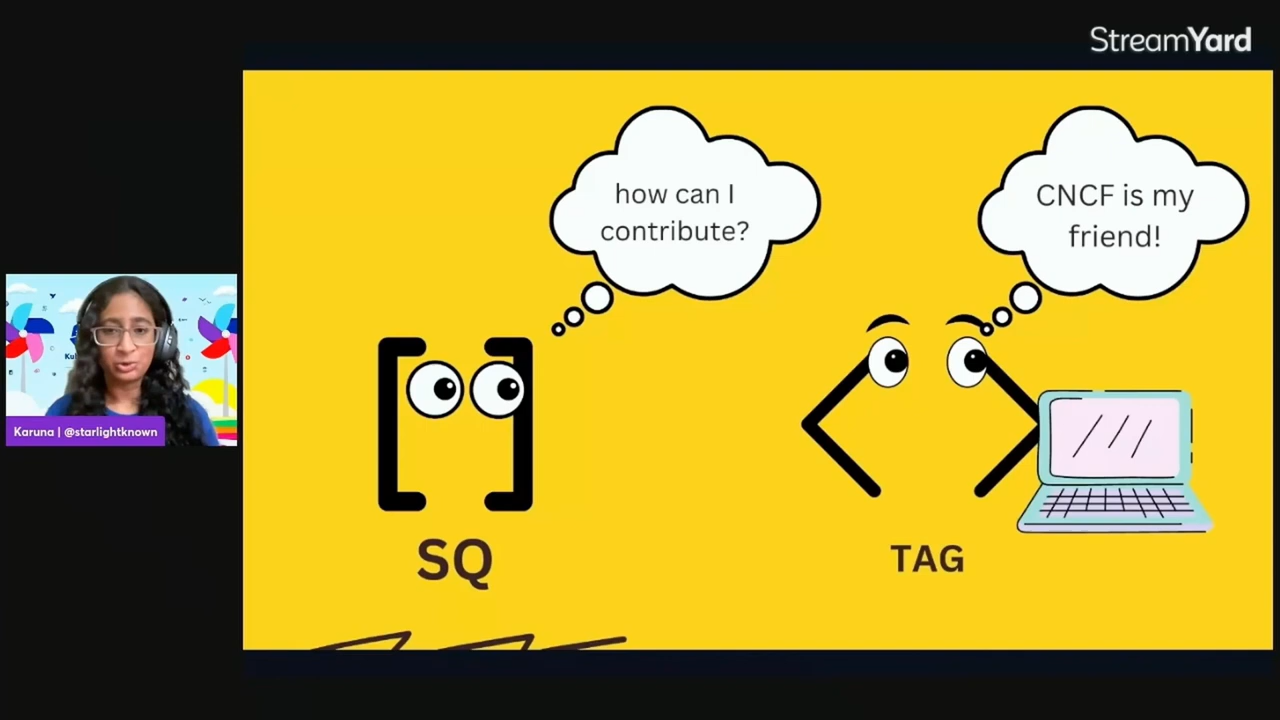 StreamYard
how can I
contribute?
CNCF is my
friend!
SQ
TAG
Karuna | @starlightknown